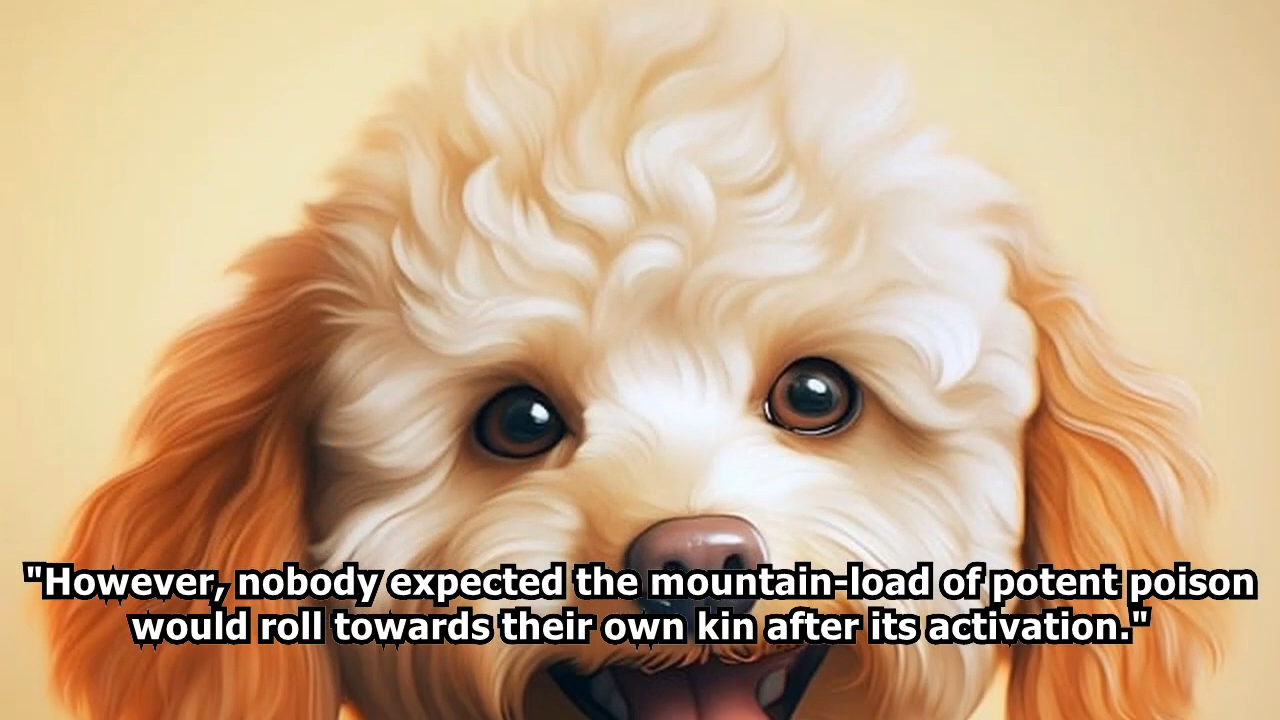 "However, nobody expected the mountain-load of potent poison
would roll towards their own kin after its activation."